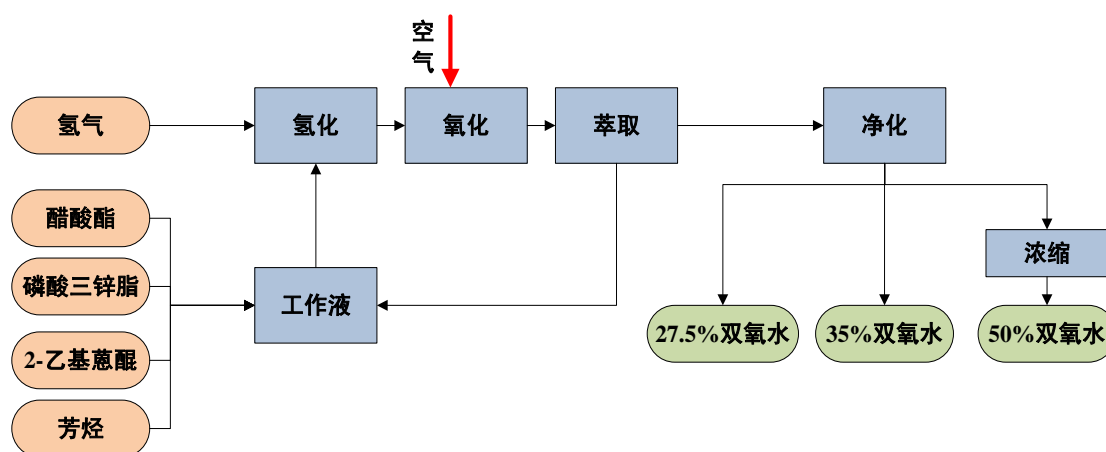 空
气
氢气
氢化
氧化
萃取
净化
醋酸酯
磷酸三锌脂
2-乙基蒽醌
芳烃
工作液
浓缩
27.5%双氧水
35%双氧水
50%双氧水